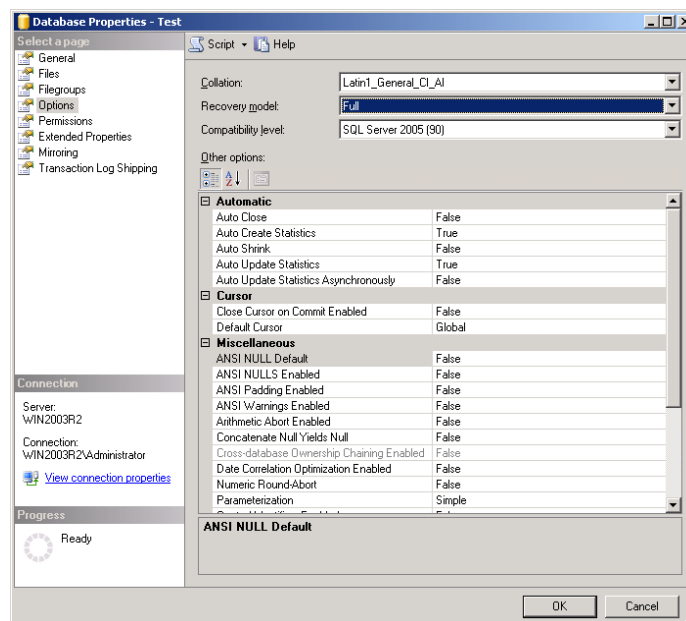 Database Properties - Test
Select a page
General
Files
Filegroups
Options
Permissions
Extended Properties
Mirroring
Transaction Log Shipping
Connection
Server:
WIN2003R2
Connection:
WIN2003R2\Administrator
View connection properties
Progress
Ready
Script Help
Collation: Latin1_General_CI_AI
Recovery model: Full
Compatibility level: SQL Server 2005 (90)
Other options:
Automatic
Auto Close False
Auto Create Statistics True
Auto Shrink False
Auto Update Statistics True
Auto Update Statistics Asynchronously False
Cursor
Close Cursor on Commit Enabled False
Default Cursor Global
Miscellaneous
ANSI NULL Default False
ANSI NULLS Enabled False
ANSI Padding Enabled False
ANSI Warnings Enabled False
Arithmetic Abort Enabled False
Concatenate Null Yields Null False
Cross-database Ownership Chaining Enabled False
Date Correlation Optimization Enabled False
Numeric Round-Abort False
Parameterization Simple
ANSI NULL Default
OK Cancel